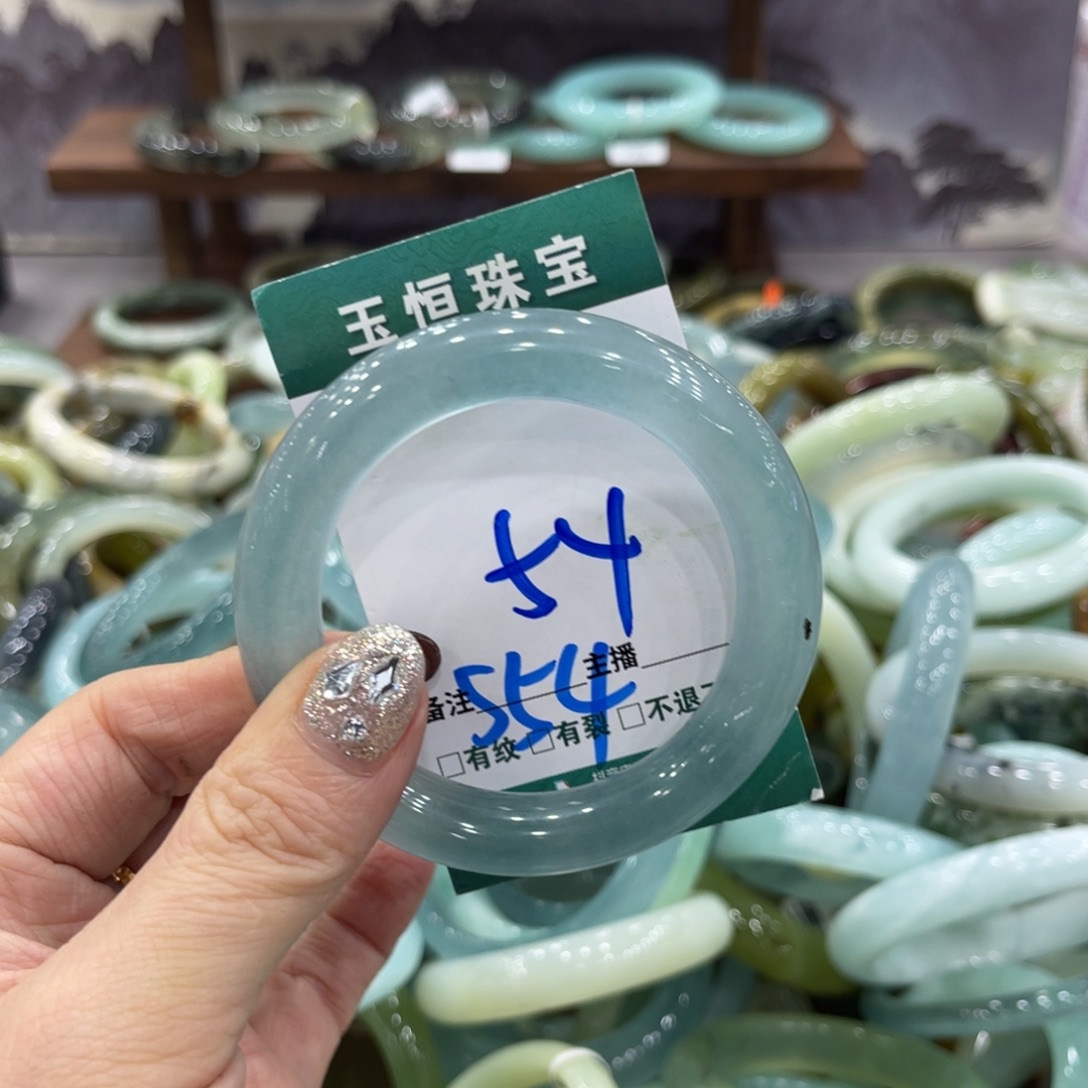 玉恒珠宝
54
主播
备注 554
□有纹 □有裂 □不退